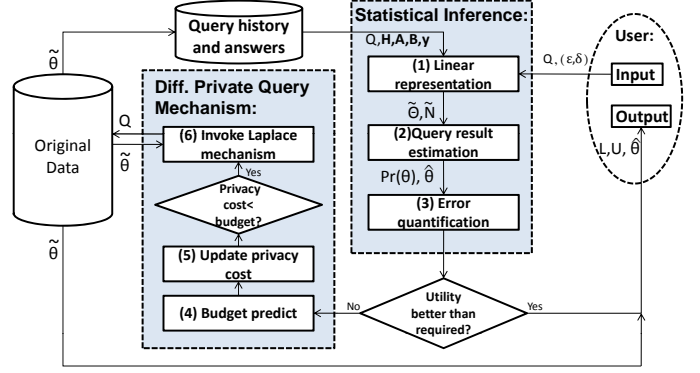 θ̃
Query history
and answers
Statistical Inference:
Q,H,A,B,y
(1) Linear
representation
Θ̃,Ñ
(2)Query result
estimation
Pr(θ), θ̂
(3) Error
quantification
User:
Q, (ε,δ)
Input
Output
L,U, θ̂
Diff. Private Query
Mechanism:
Original
Data
Q
θ̃
(6) Invoke Laplace
mechanism
Yes
Privacy
cost<
budget?
(5) Update privacy
cost
(4) Budget predict
No
Utility
better than
required?
Yes
θ̃